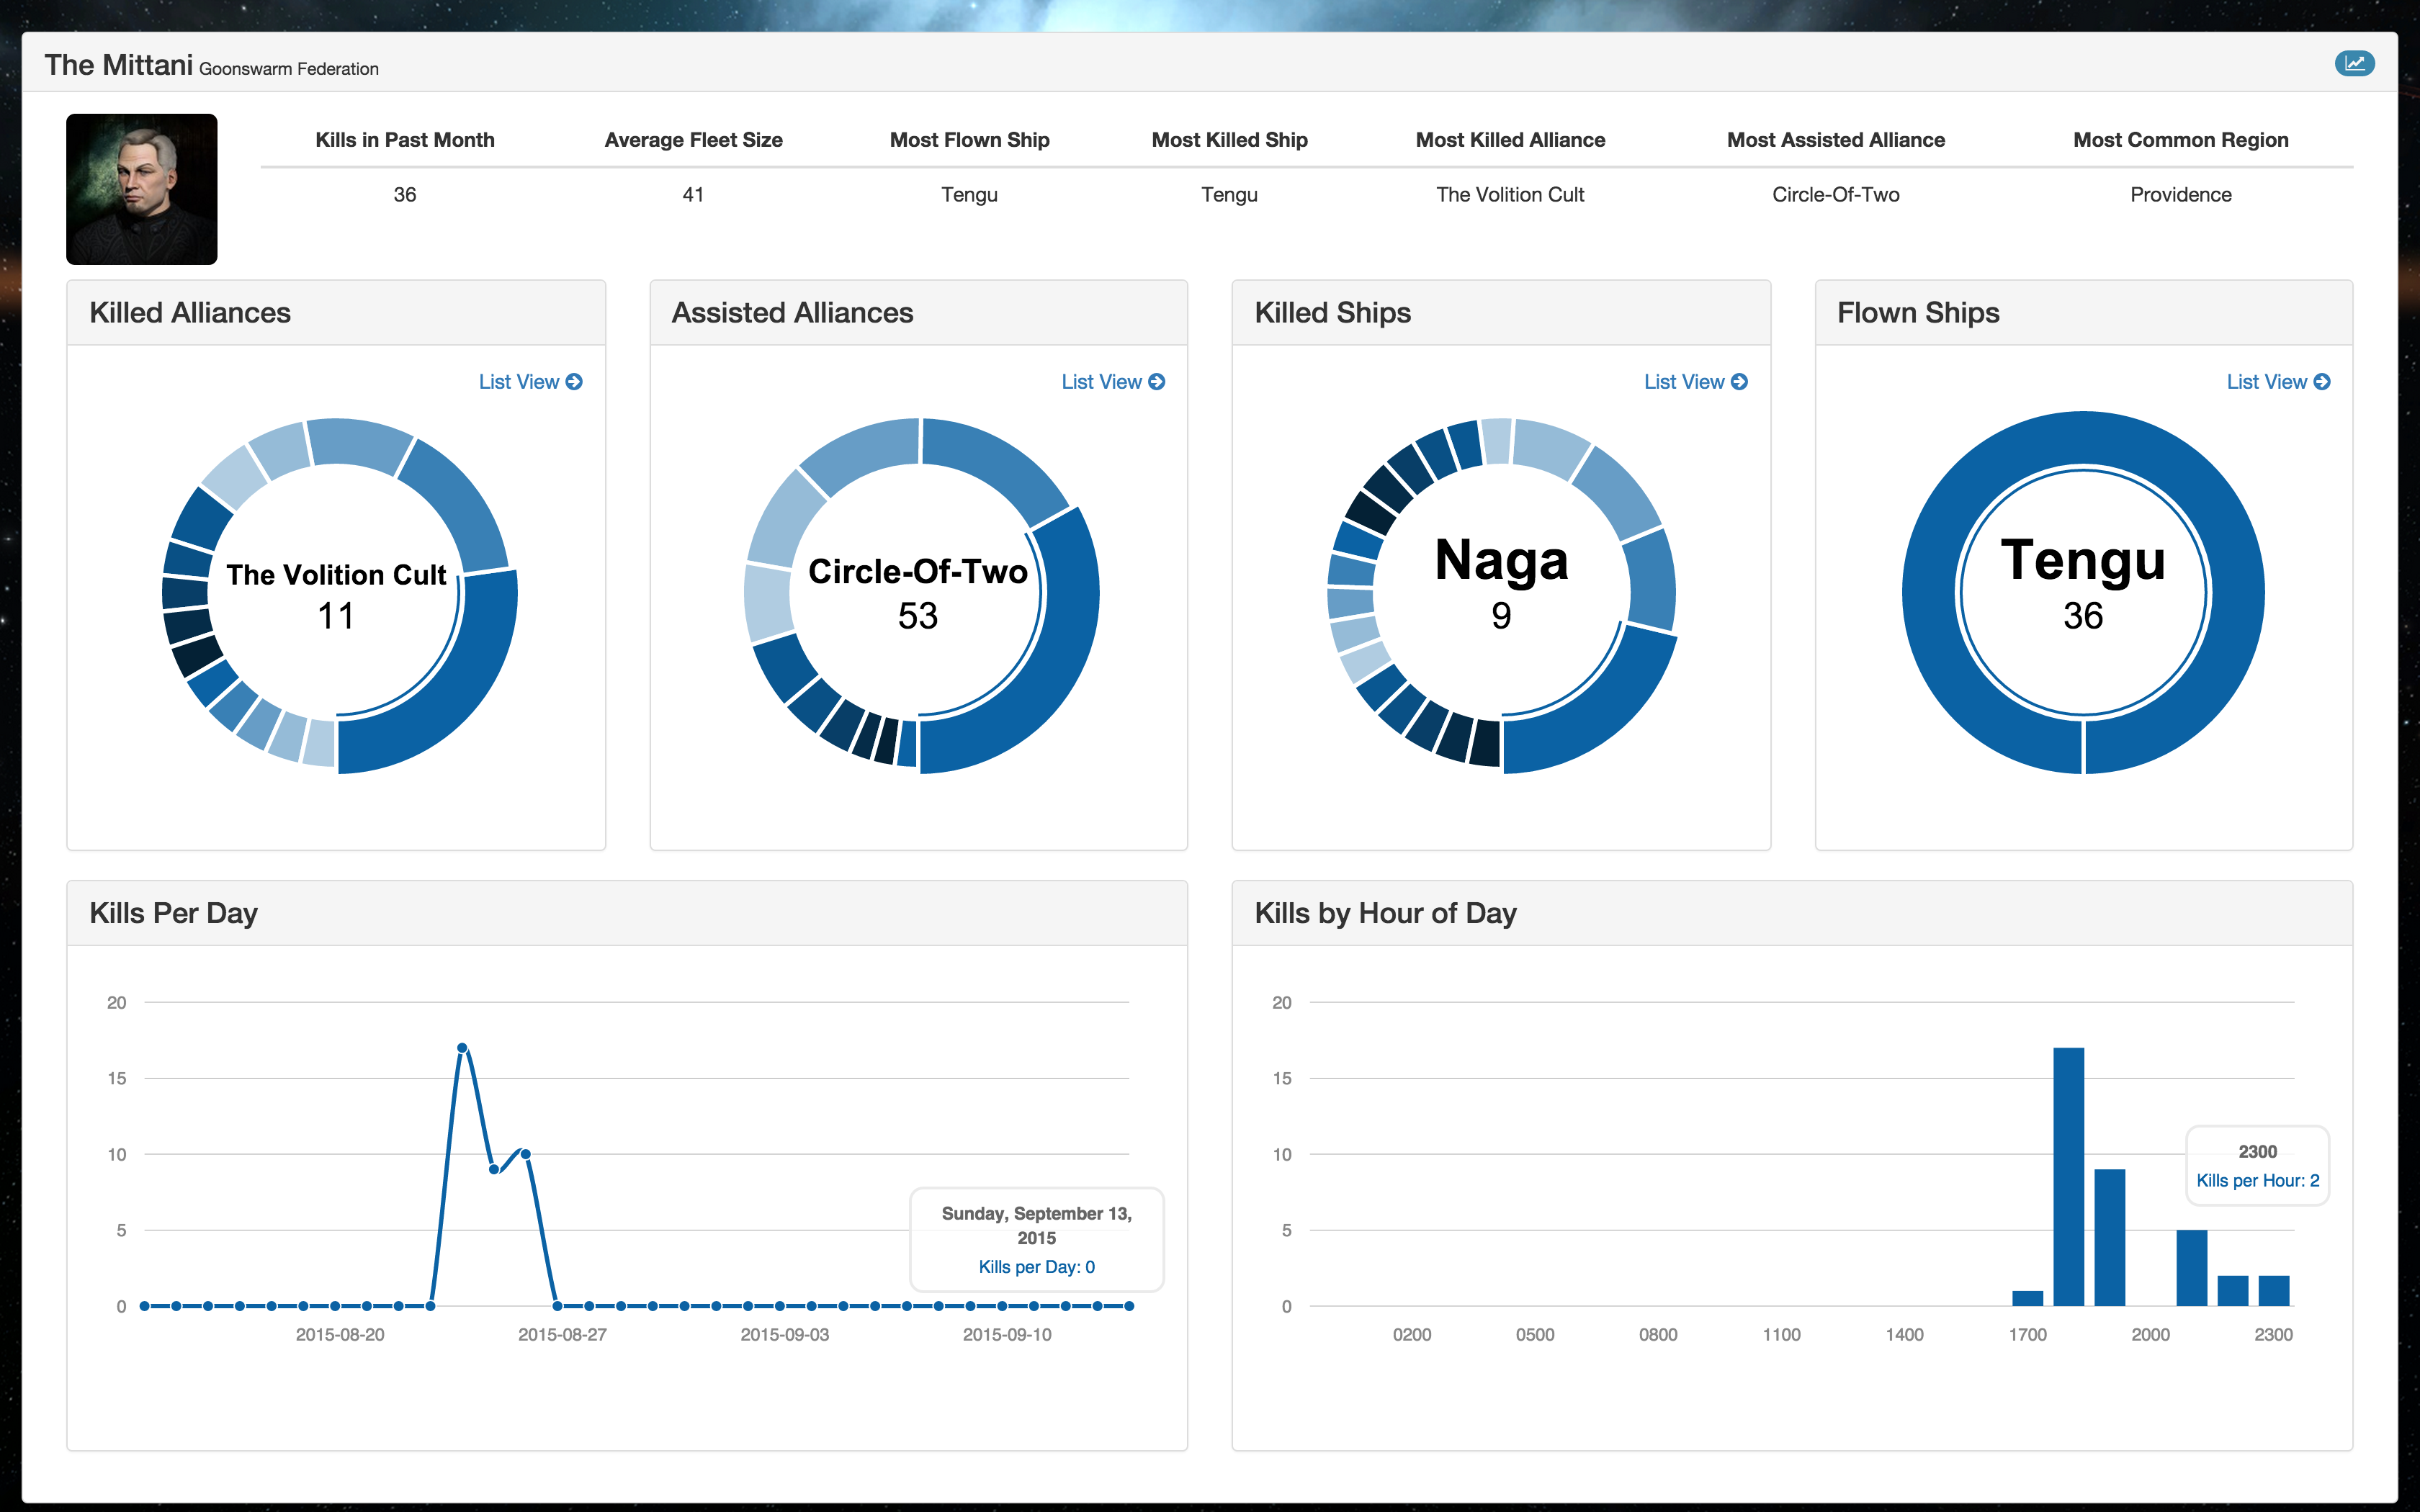 The Mittani Goonswarm Federation
Kills in Past Month Average Fleet Size Most Flown Ship Most Killed Ship Most Killed Alliance Most Assisted Alliance Most Common Region
36 41 Tengu Tengu The Volition Cult Circle-Of-Two Providence
Killed Alliances
List View
The Volition Cult
11
Assisted Alliances
List View
Circle-Of-Two
53
Killed Ships
List View
Naga
9
Flown Ships
List View
Tengu
36
Kills Per Day
20
15
10
5
0
Sunday, September 13,
2015
Kills per Day: 0
2015-08-20 2015-08-27 2015-09-03 2015-09-10
Kills by Hour of Day
20
15
10
5
0
2300
Kills per Hour: 2
0200 0500 0800 1100 1400 1700 2000 2300